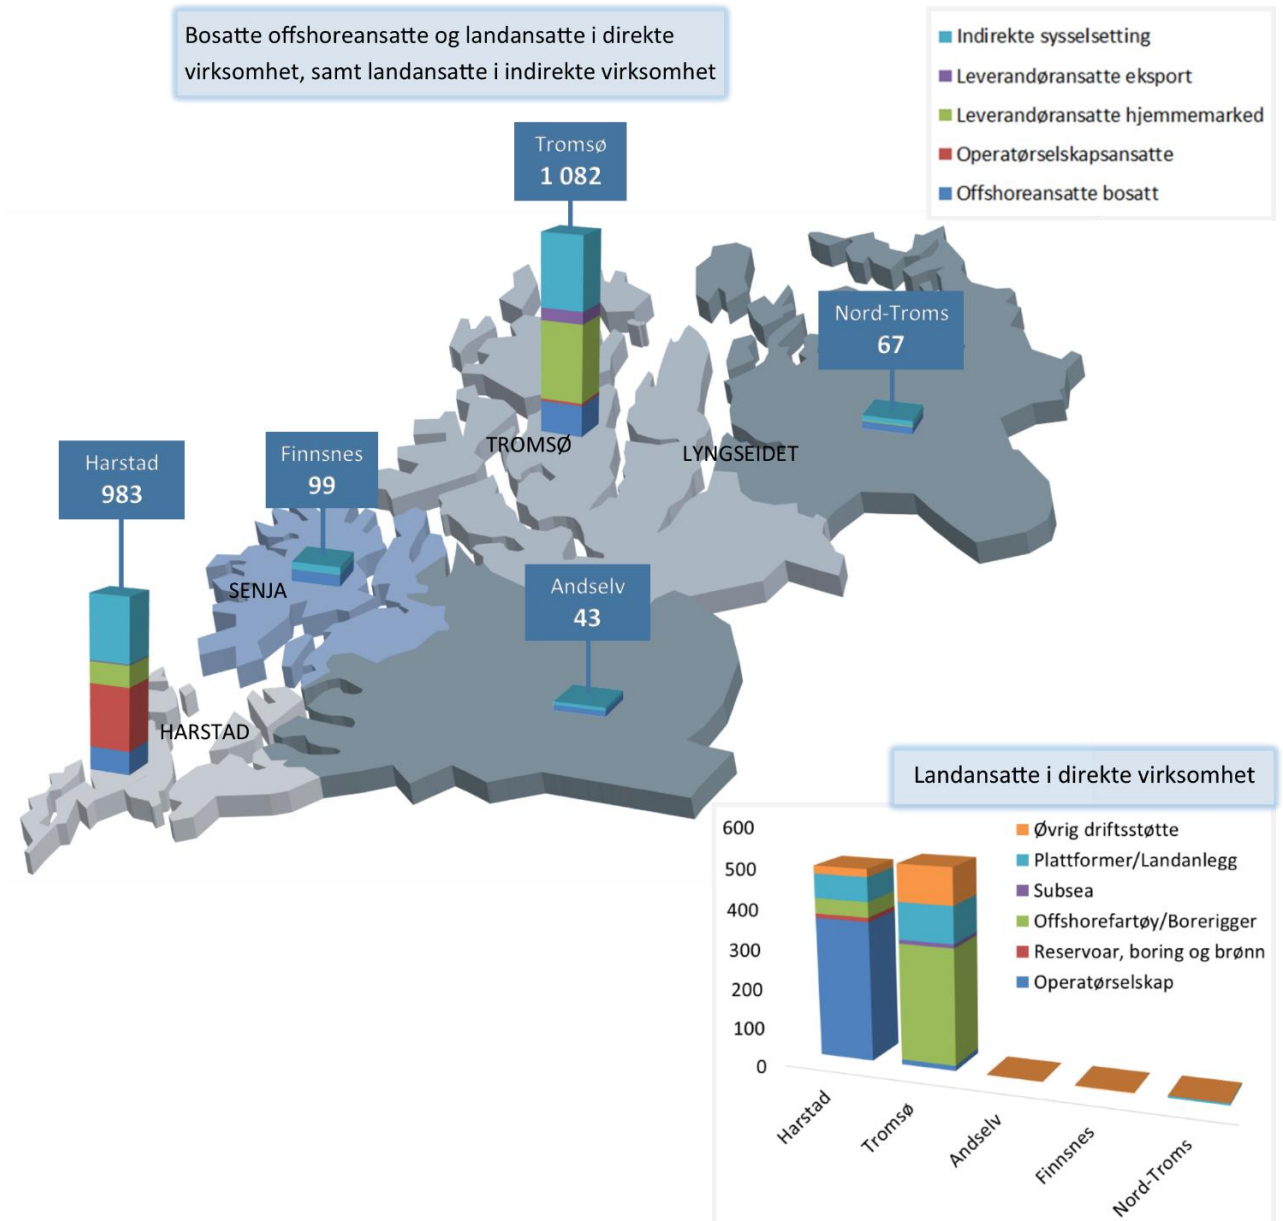 Bosatte offshoreansatte og landansatte i direkte
virksomhet, samt landansatte i indirekte virksomhet
Indirekte sysselsetting
Leverandøransatte eksport
Leverandøransatte hjemmemarked
Operatørselskapsansatte
Offshoreansatte bosatt
Tromsø
1 082
Nord-Troms
67
Harstad
983
Finnsnes
99
TROMSØ
LYNGSEIDET
Andselv
43
SENJA
HARSTAD
Landansatte i direkte virksomhet
600
500
400
300
200
100
0
Øvrig driftsstøtte
Plattformer/Landanlegg
Subsea
Offshorefartøy/Borerigger
Reservoar, boring og brønn
Operatørselskap
Harstad
Tromsø
Andselv
Finnsnes
Nord-Troms